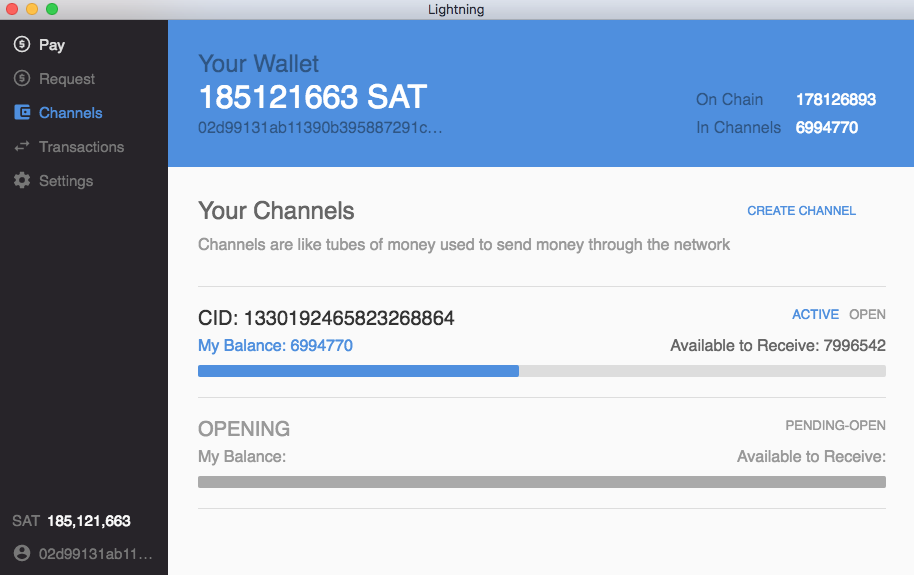 Lightning
Pay
Request
Channels
Transactions
Settings
SAT 185,121,663
02d99131ab11…
Your Wallet
185121663 SAT
02d99131ab11390b395887291c…
On Chain 178126893
In Channels 6994770
Your Channels
CREATE CHANNEL
Channels are like tubes of money used to send money through the network
CID: 1330192465823268864
ACTIVE OPEN
My Balance: 6994770
Available to Receive: 7996542
OPENING
PENDING-OPEN
My Balance:
Available to Receive: